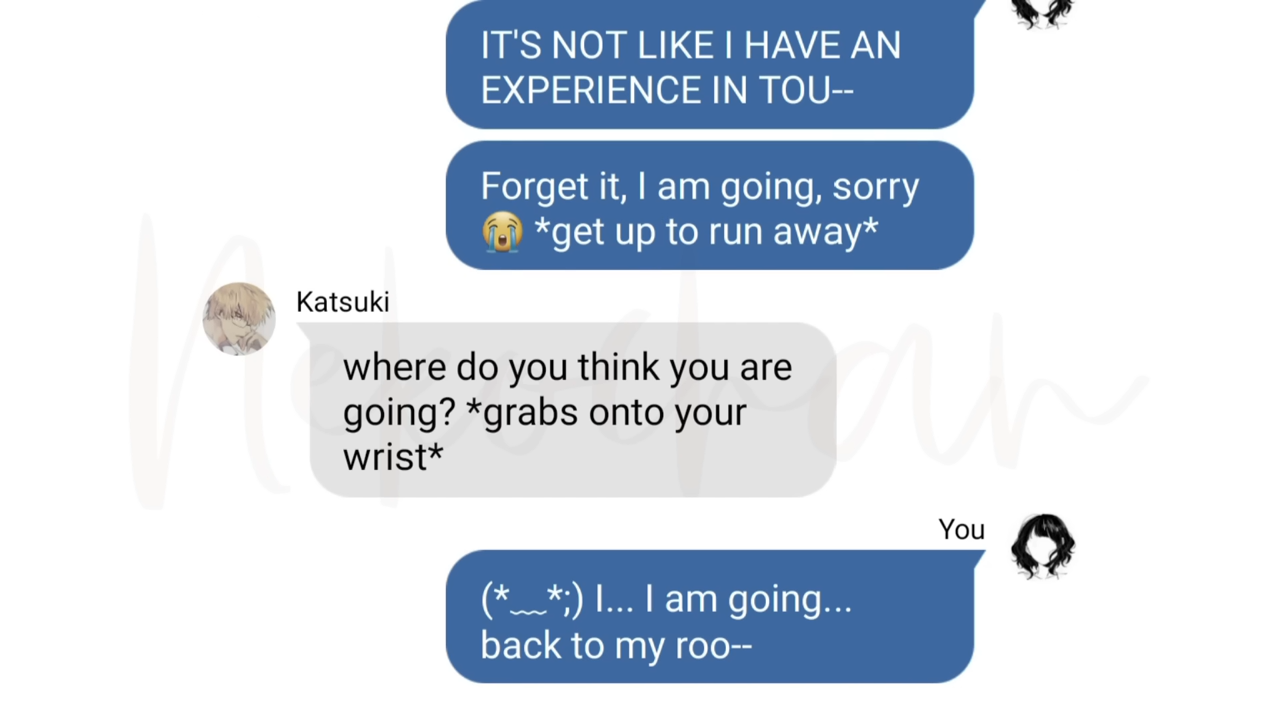 IT'S NOT LIKE I HAVE AN
EXPERIENCE IN TOU--
Forget it, I am going, sorry
😭 *get up to run away*
Katsuki
where do you think you are
going? *grabs onto your
wrist*
You
(*﹏*;) I... I am going...
back to my roo--
Nekochan